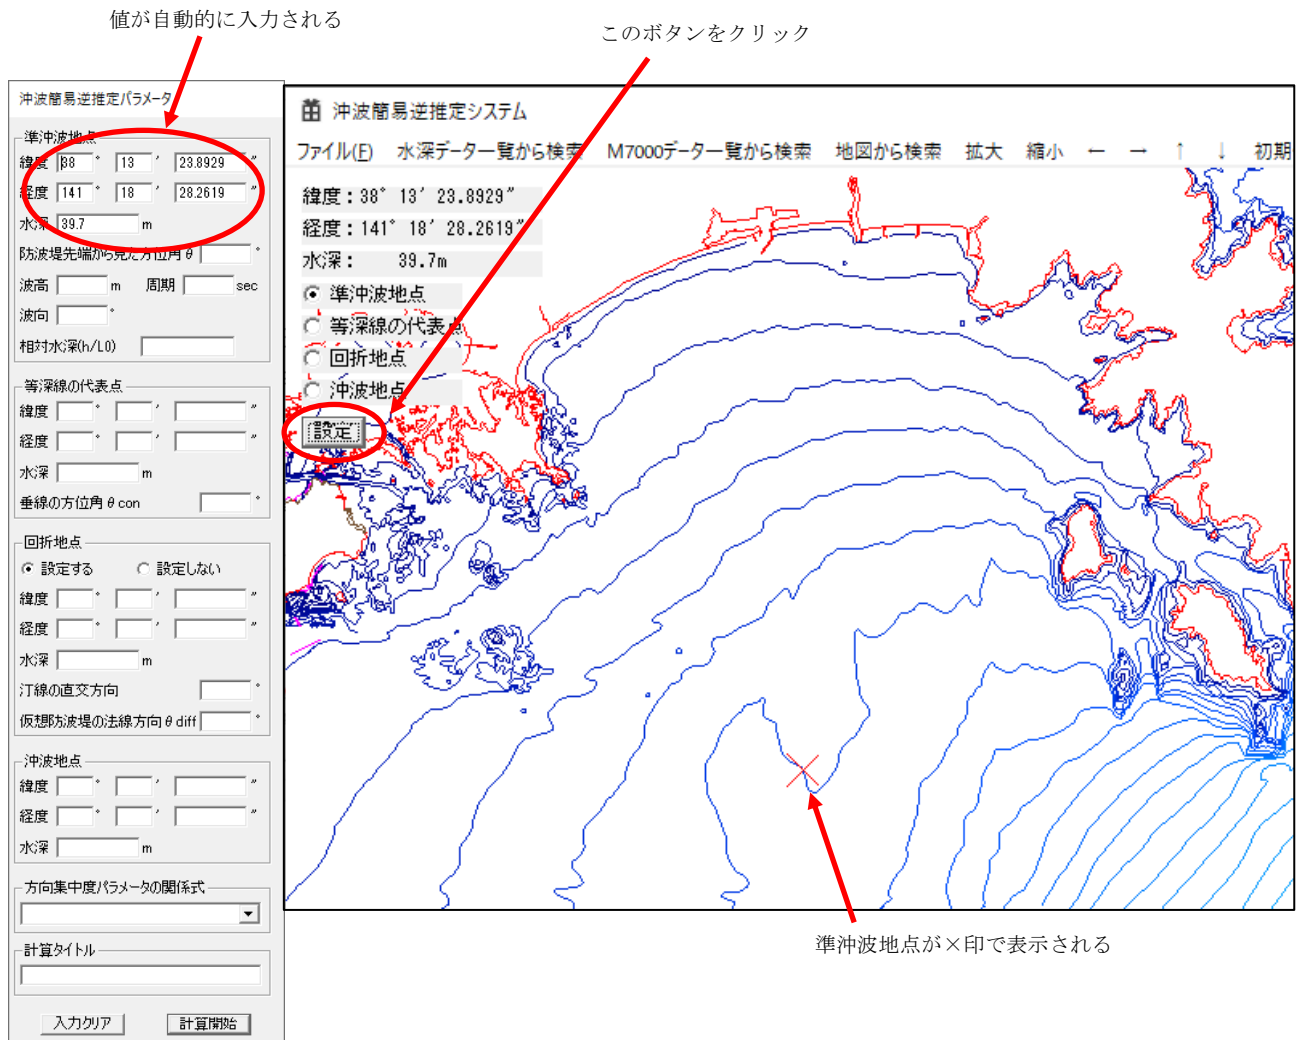 値が自動的に入力される
このボタンをクリック
沖波簡易逆推定パラメータ
準沖波地点
緯度 38 ° 13 ′ 23.8929 ″
経度 141 ° 18 ′ 28.2619 ″
水深 39.7 m
防波堤先端から見た方位角θ °
波高 m 周期 sec
波向 °
相対水深(h/L0)
等深線の代表点
緯度 ° ′ ″
経度 ° ′ ″
水深 m
垂線の方位角θcon °
回折地点
設定する 設定しない
緯度 ° ′ ″
経度 ° ′ ″
水深 m
汀線の直交方向 °
仮想防波堤の法線方向θdiff °
沖波地点
緯度 ° ′ ″
経度 ° ′ ″
水深 m
方向集中度パラメータの関係式
計算タイトル
入力クリア 計算開始
沖波簡易逆推定システム
ファイル(F) 水深データ一覧から検索 M7000データ一覧から検索 地図から検索 拡大 縮小 ← → ↑ ↓ 初期
緯度：38° 13′ 23.8929″
経度：141° 18′ 28.2619″
水深： 39.7m
準沖波地点
等深線の代表点
回折地点
沖波地点
設定
準沖波地点が×印で表示される